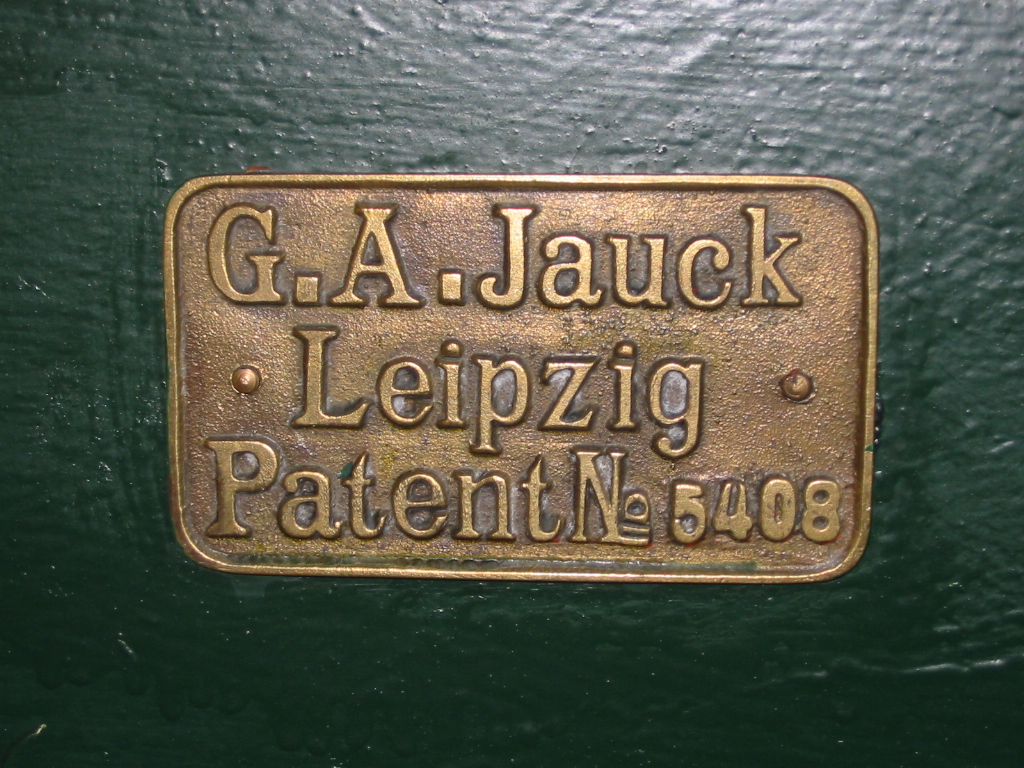 G.A.Jauck
Leipzig
Patent No 5408